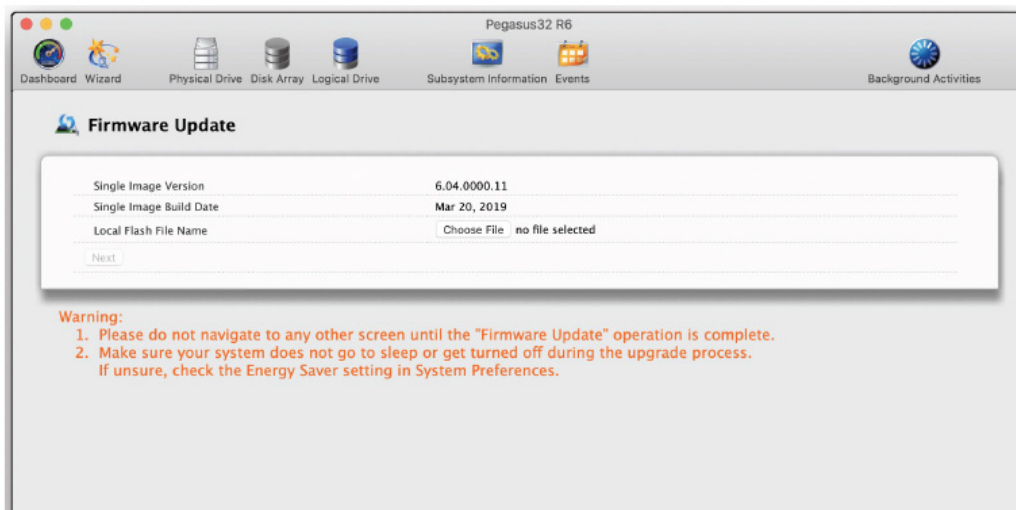 Pegasus32 R6
Dashboard Wizard Physical Drive Disk Array Logical Drive Subsystem Information Events Background Activities
Firmware Update
Single Image Version 6.04.0000.11
Single Image Build Date Mar 20, 2019
Local Flash File Name Choose File no file selected
Next
Warning:
1. Please do not navigate to any other screen until the "Firmware Update" operation is complete.
2. Make sure your system does not go to sleep or get turned off during the upgrade process.
If unsure, check the Energy Saver setting in System Preferences.